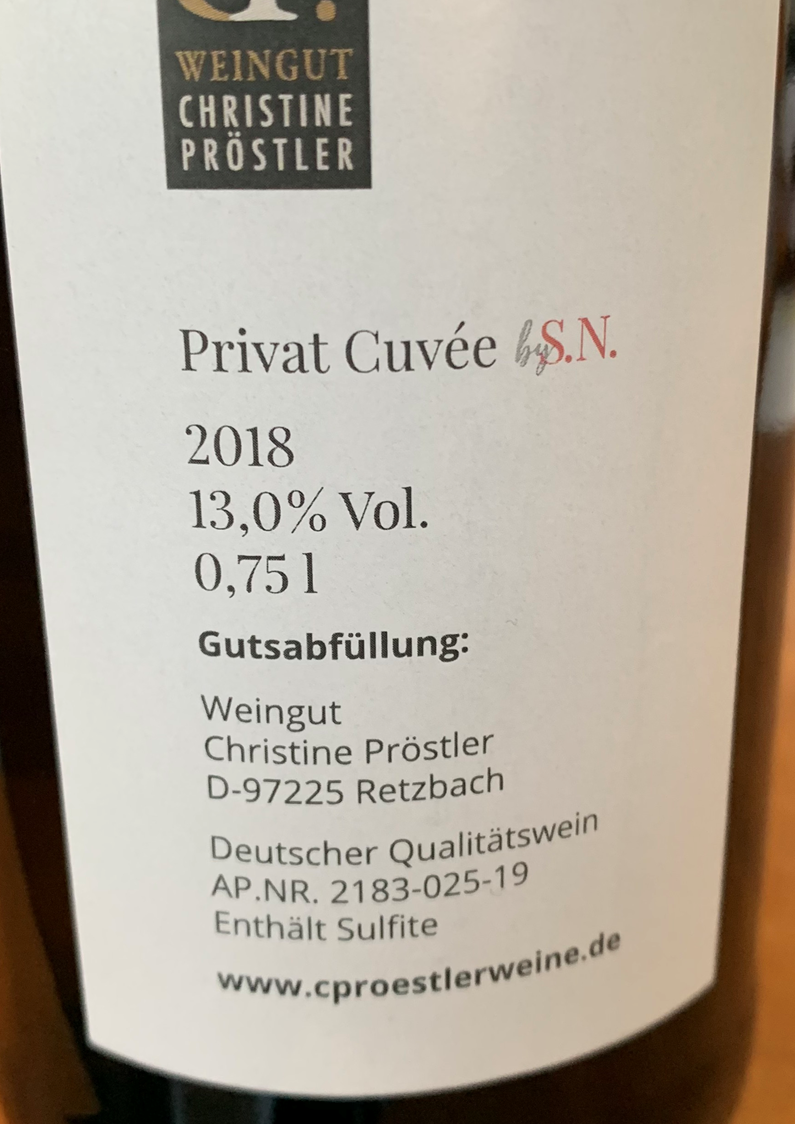 WEINGUT
CHRISTINE
PRÖSTLER
Privat Cuvée by S.N.
2018
13,0% Vol.
0,75 l
Gutsabfüllung:
Weingut
Christine Pröstler
D-97225 Retzbach
Deutscher Qualitätswein
AP.NR. 2183-025-19
Enthält Sulfite
www.cproestlerweine.de